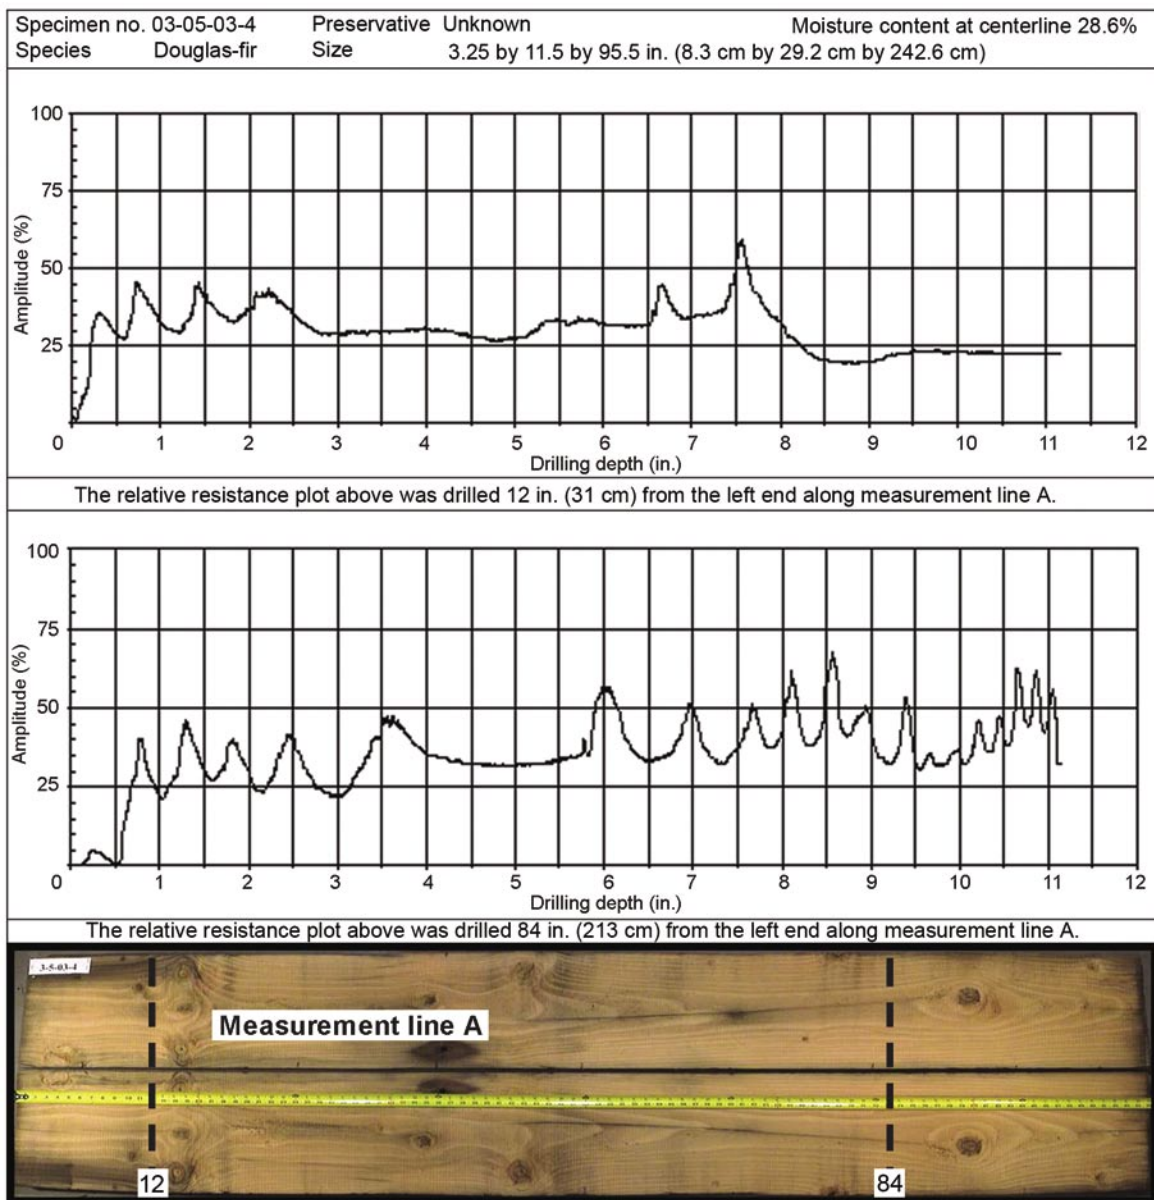 Specimen no. 03-05-03-4 Preservative Unknown Moisture content at centerline 28.6%
Species Douglas-fir Size 3.25 by 11.5 by 95.5 in. (8.3 cm by 29.2 cm by 242.6 cm)
100
75
50
25
Amplitude (%)
0 1 2 3 4 5 6 7 8 9 10 11 12
Drilling depth (in.)
The relative resistance plot above was drilled 12 in. (31 cm) from the left end along measurement line A.
100
75
50
25
Amplitude (%)
0 1 2 3 4 5 6 7 8 9 10 11 12
Drilling depth (in.)
The relative resistance plot above was drilled 84 in. (213 cm) from the left end along measurement line A.
3-5-03-4
Measurement line A
12 84